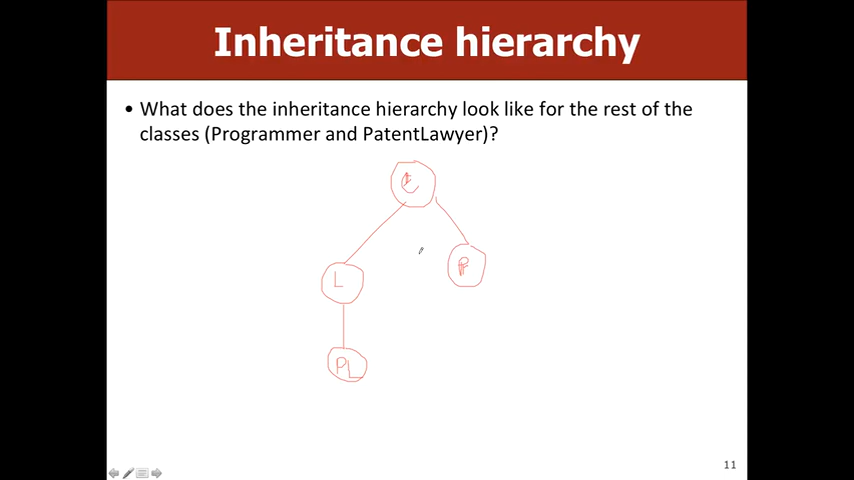 Inheritance hierarchy
• What does the inheritance hierarchy look like for the rest of the
classes (Programmer and PatentLawyer)?
L
PL
11